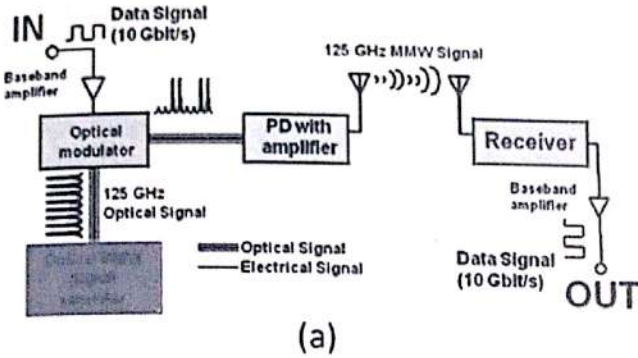 IN
Data Signal
(10 Gbit/s)
Baseband
amplifier
Optical
modulator
125 GHz
Optical Signal
PD with
amplifier
125 GHz MMW Signal
Receiver
Baseband
amplifier
Data Signal
(10 Gbit/s)
OUT
Optical Signal
Electrical Signal
(a)